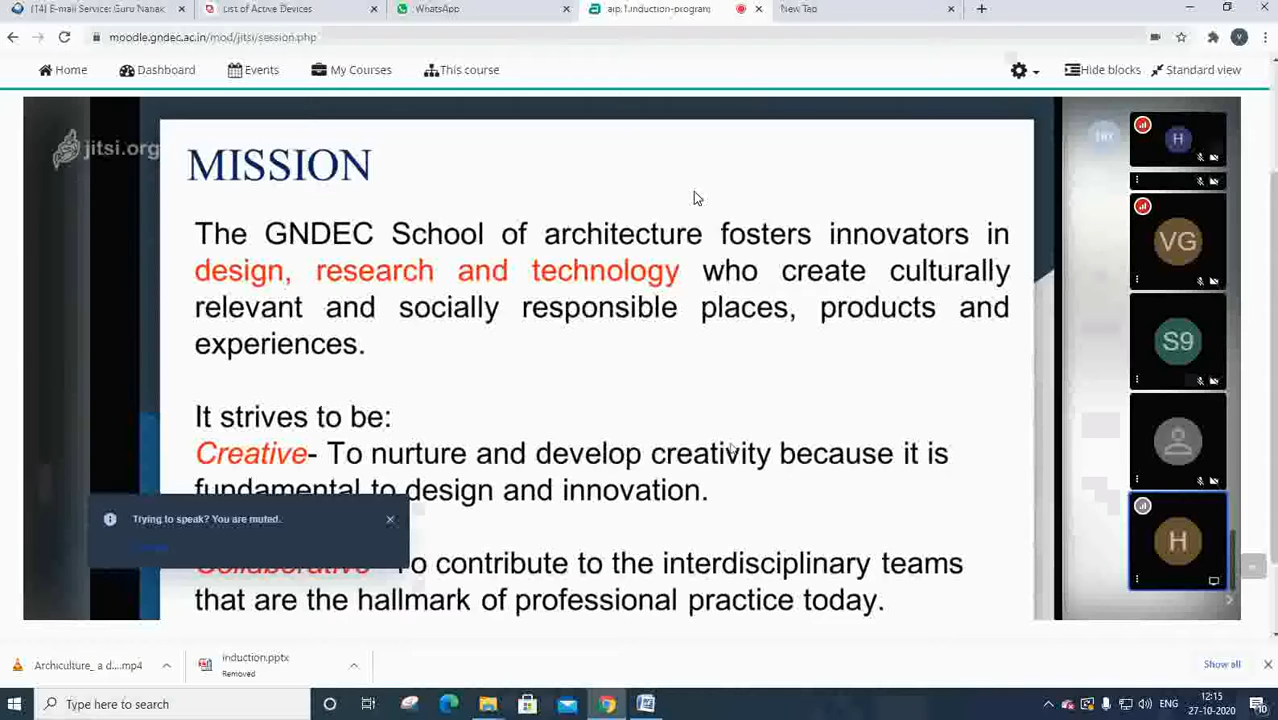 (14) E-mail Service: Guru Nanak
List of Active Devices
WhatsApp
New Tab
moodle.gndec.ac.in/mod/jitsi/session.php
V
Home
Dashboard
Events
My Courses
This course
Hide blocks
Standard view
jitsi.org
MISSION
The GNDEC School of architecture fosters innovators in
design, research and technology who create culturally
relevant and socially responsible places, products and
experiences.
It strives to be:
Creative- To nurture and develop creativity because it is
fundamental to design and innovation.
Trying to speak? You are muted.
Collaborative- To contribute to the interdisciplinary teams
that are the hallmark of professional practice today.
H
VG
S9
H
Archiculture_ a d....mp4
induction.pptx
Removed
Show all
Type here to search
ENG
12:15
27-10-2020